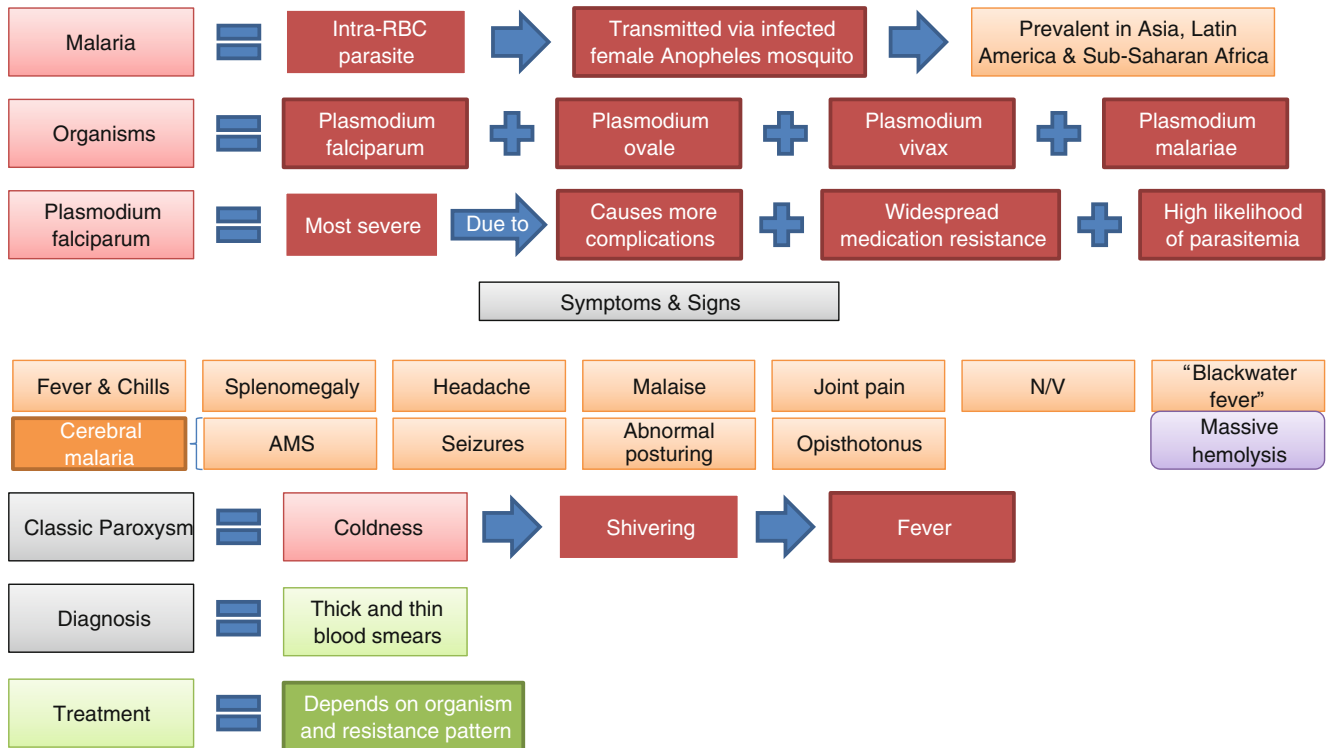 Malaria
Intra-RBC
parasite
Transmitted via infected
female Anopheles mosquito
Prevalent in Asia, Latin
America & Sub-Saharan Africa
Organisms
Plasmodium
falciparum
Plasmodium
ovale
Plasmodium
vivax
Plasmodium
malariae
Plasmodium
falciparum
Most severe
Due to
Causes more
complications
Widespread
medication resistance
High likelihood
of parasitemia
Symptoms & Signs
Fever & Chills
Splenomegaly
Headache
Malaise
Joint pain
N/V
“Blackwater
fever”
Cerebral
malaria
AMS
Seizures
Abnormal
posturing
Opisthotonus
Massive
hemolysis
Classic Paroxysm
Coldness
Shivering
Fever
Diagnosis
Thick and thin
blood smears
Treatment
Depends on organism
and resistance pattern